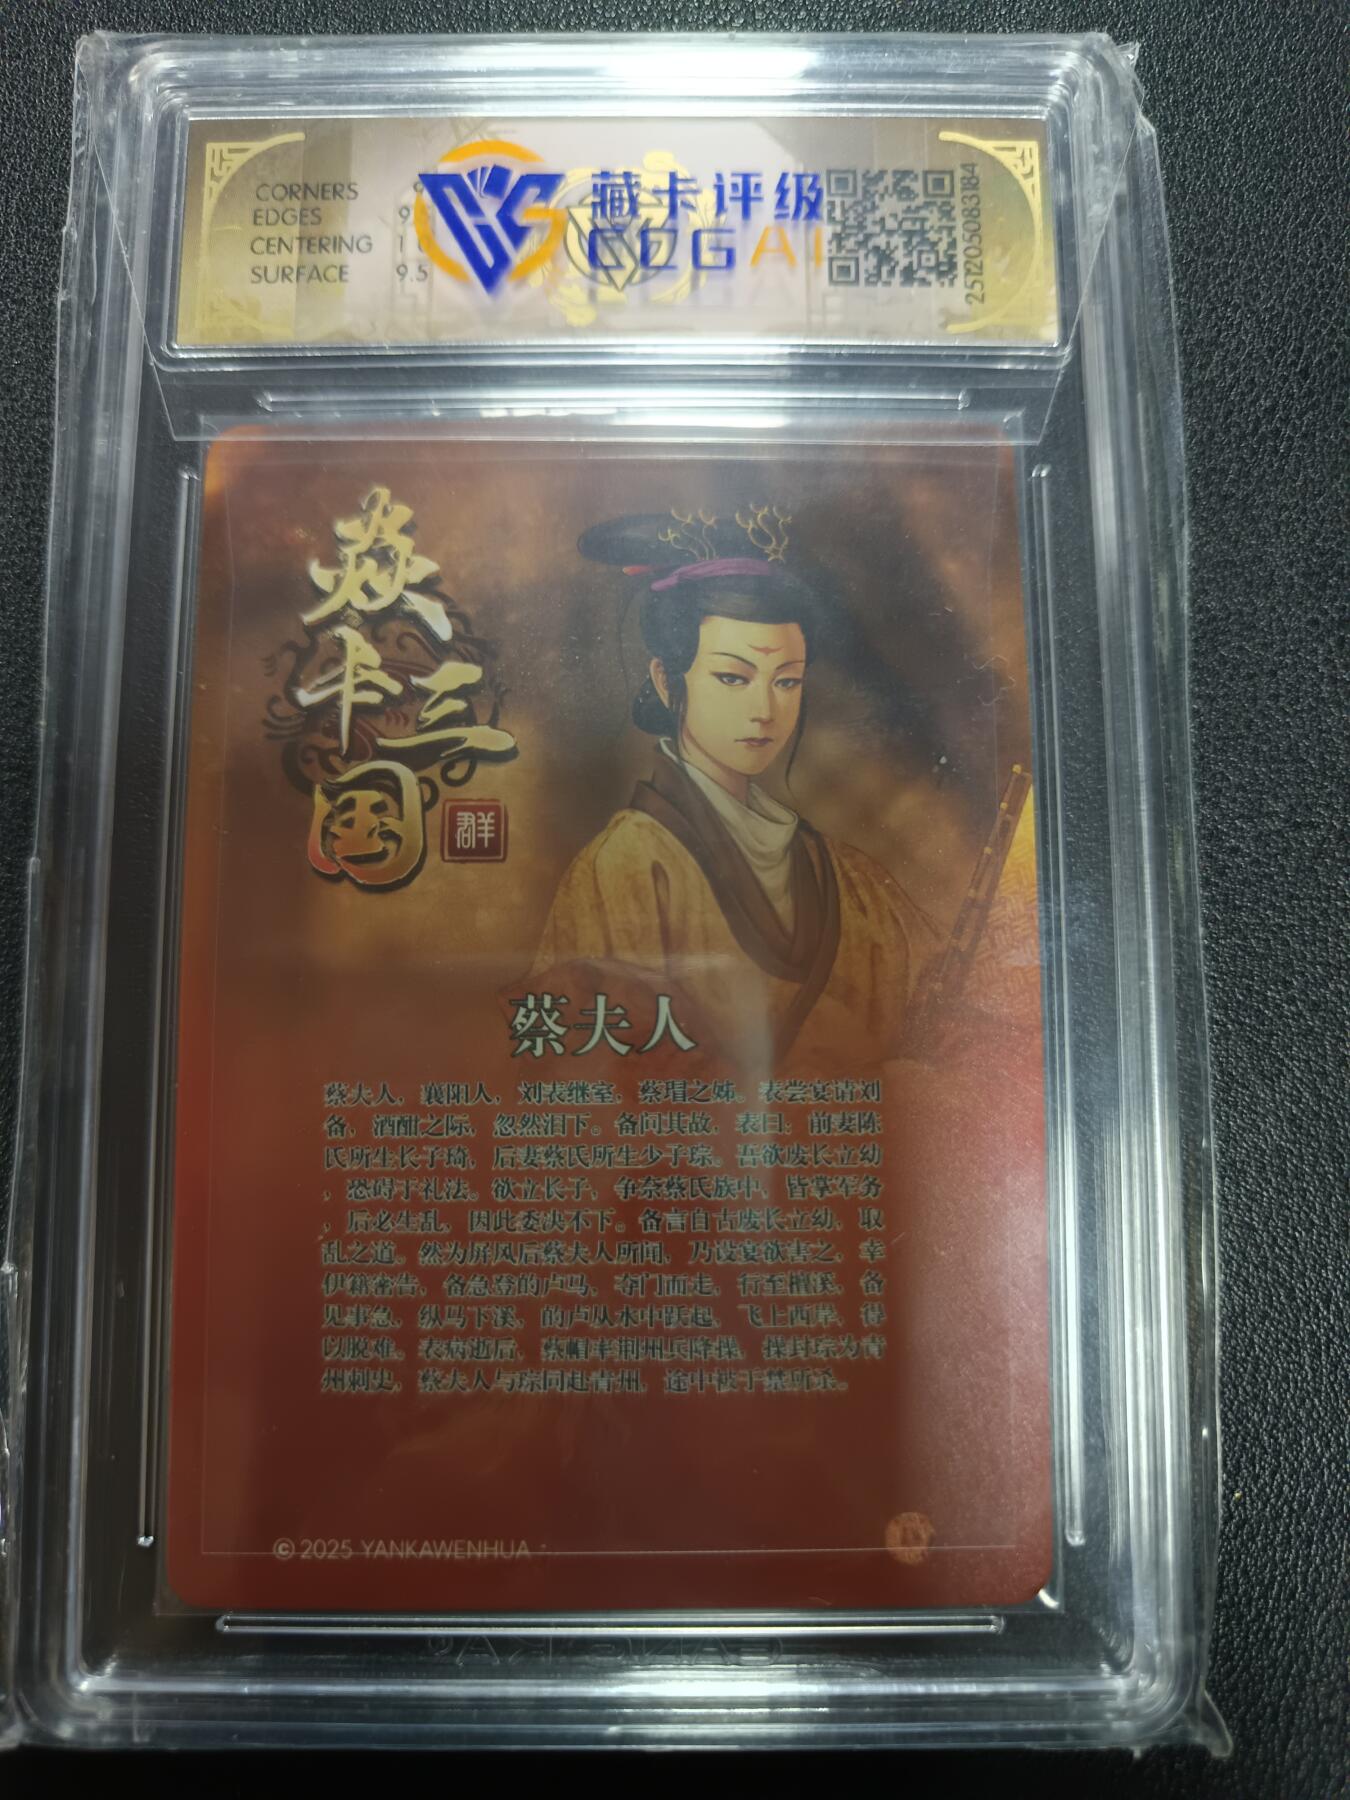 CORNERS 9
EDGES 9.5
CENTERING 10
SURFACE 9.5
藏卡评级
CCGAI
251205083184
焱卡三国
群
蔡夫人
蔡夫人，襄阳人，刘表继室，蔡瑁之姊。表尝宴请刘
备，酒酣之际，忽然泪下。备问其故，表曰：前妻陈
氏所生长子琦，后妻蔡氏所生少子琮。吾欲废长立幼
，恐碍于礼法。欲立长子，争奈蔡氏族中，皆掌军务
，后必生乱，因此委决不下。备言自古废长立幼，取
乱之道。然为屏风后蔡夫人所闻，乃设宴欲害之，幸
伊籍密告，备急登的卢马，夺门而走，行至檀溪，备
见事急，纵马下溪，的卢从水中跃起，飞上西岸，得
以脱难。表病逝后，蔡帽率荆州兵降操，操封琮为青
州刺史，蔡夫人与琮同赴青州，途中被于禁所杀。
© 2025 YANKAWENHUA